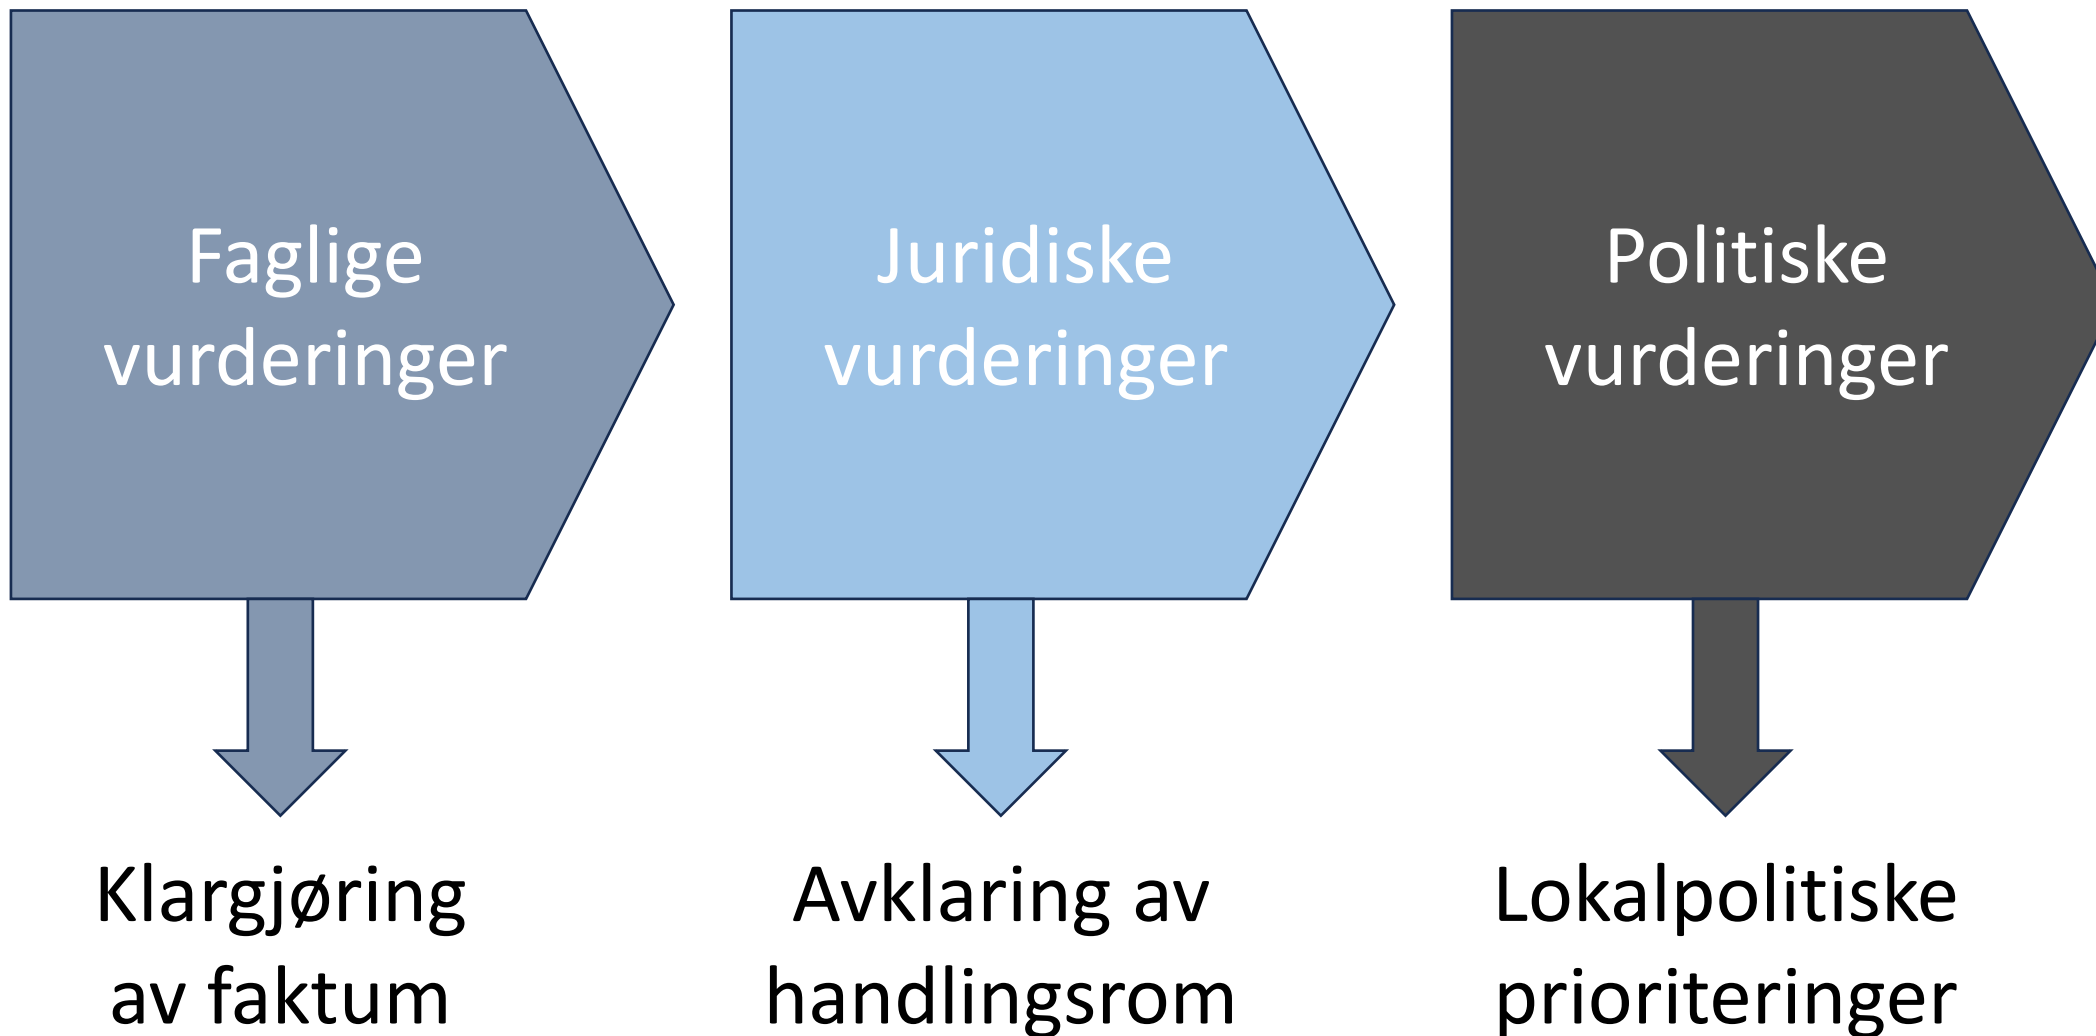 Faglige
vurderinger
Juridiske
vurderinger
Politiske
vurderinger
Klargjøring
av faktum
Avklaring av
handlingsrom
Lokalpolitiske
prioriteringer